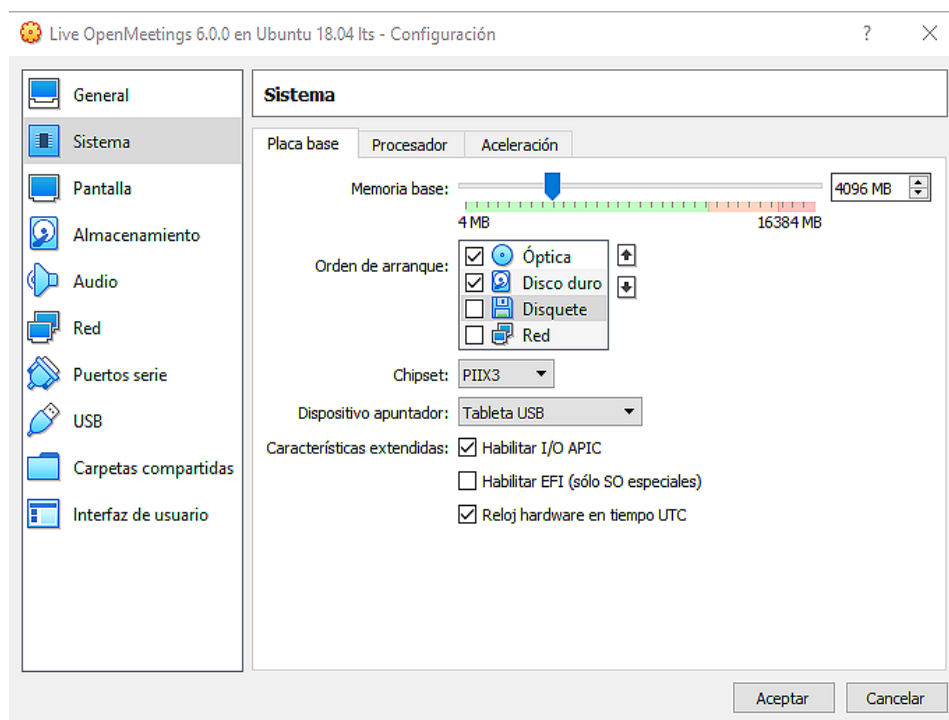 Live OpenMeetings 6.0.0 en Ubuntu 18.04 lts - Configuración
?
General
Sistema
Pantalla
Almacenamiento
Audio
Red
Puertos serie
USB
Carpetas compartidas
Interfaz de usuario
Sistema
Placa base Procesador Aceleración
Memoria base: 4096 MB
4 MB 16384 MB
Orden de arranque:
Óptica
Disco duro
Disquete
Red
Chipset: PIIX3
Dispositivo apuntador: Tableta USB
Características extendidas: Habilitar I/O APIC
Habilitar EFI (sólo SO especiales)
Reloj hardware en tiempo UTC
Aceptar Cancelar